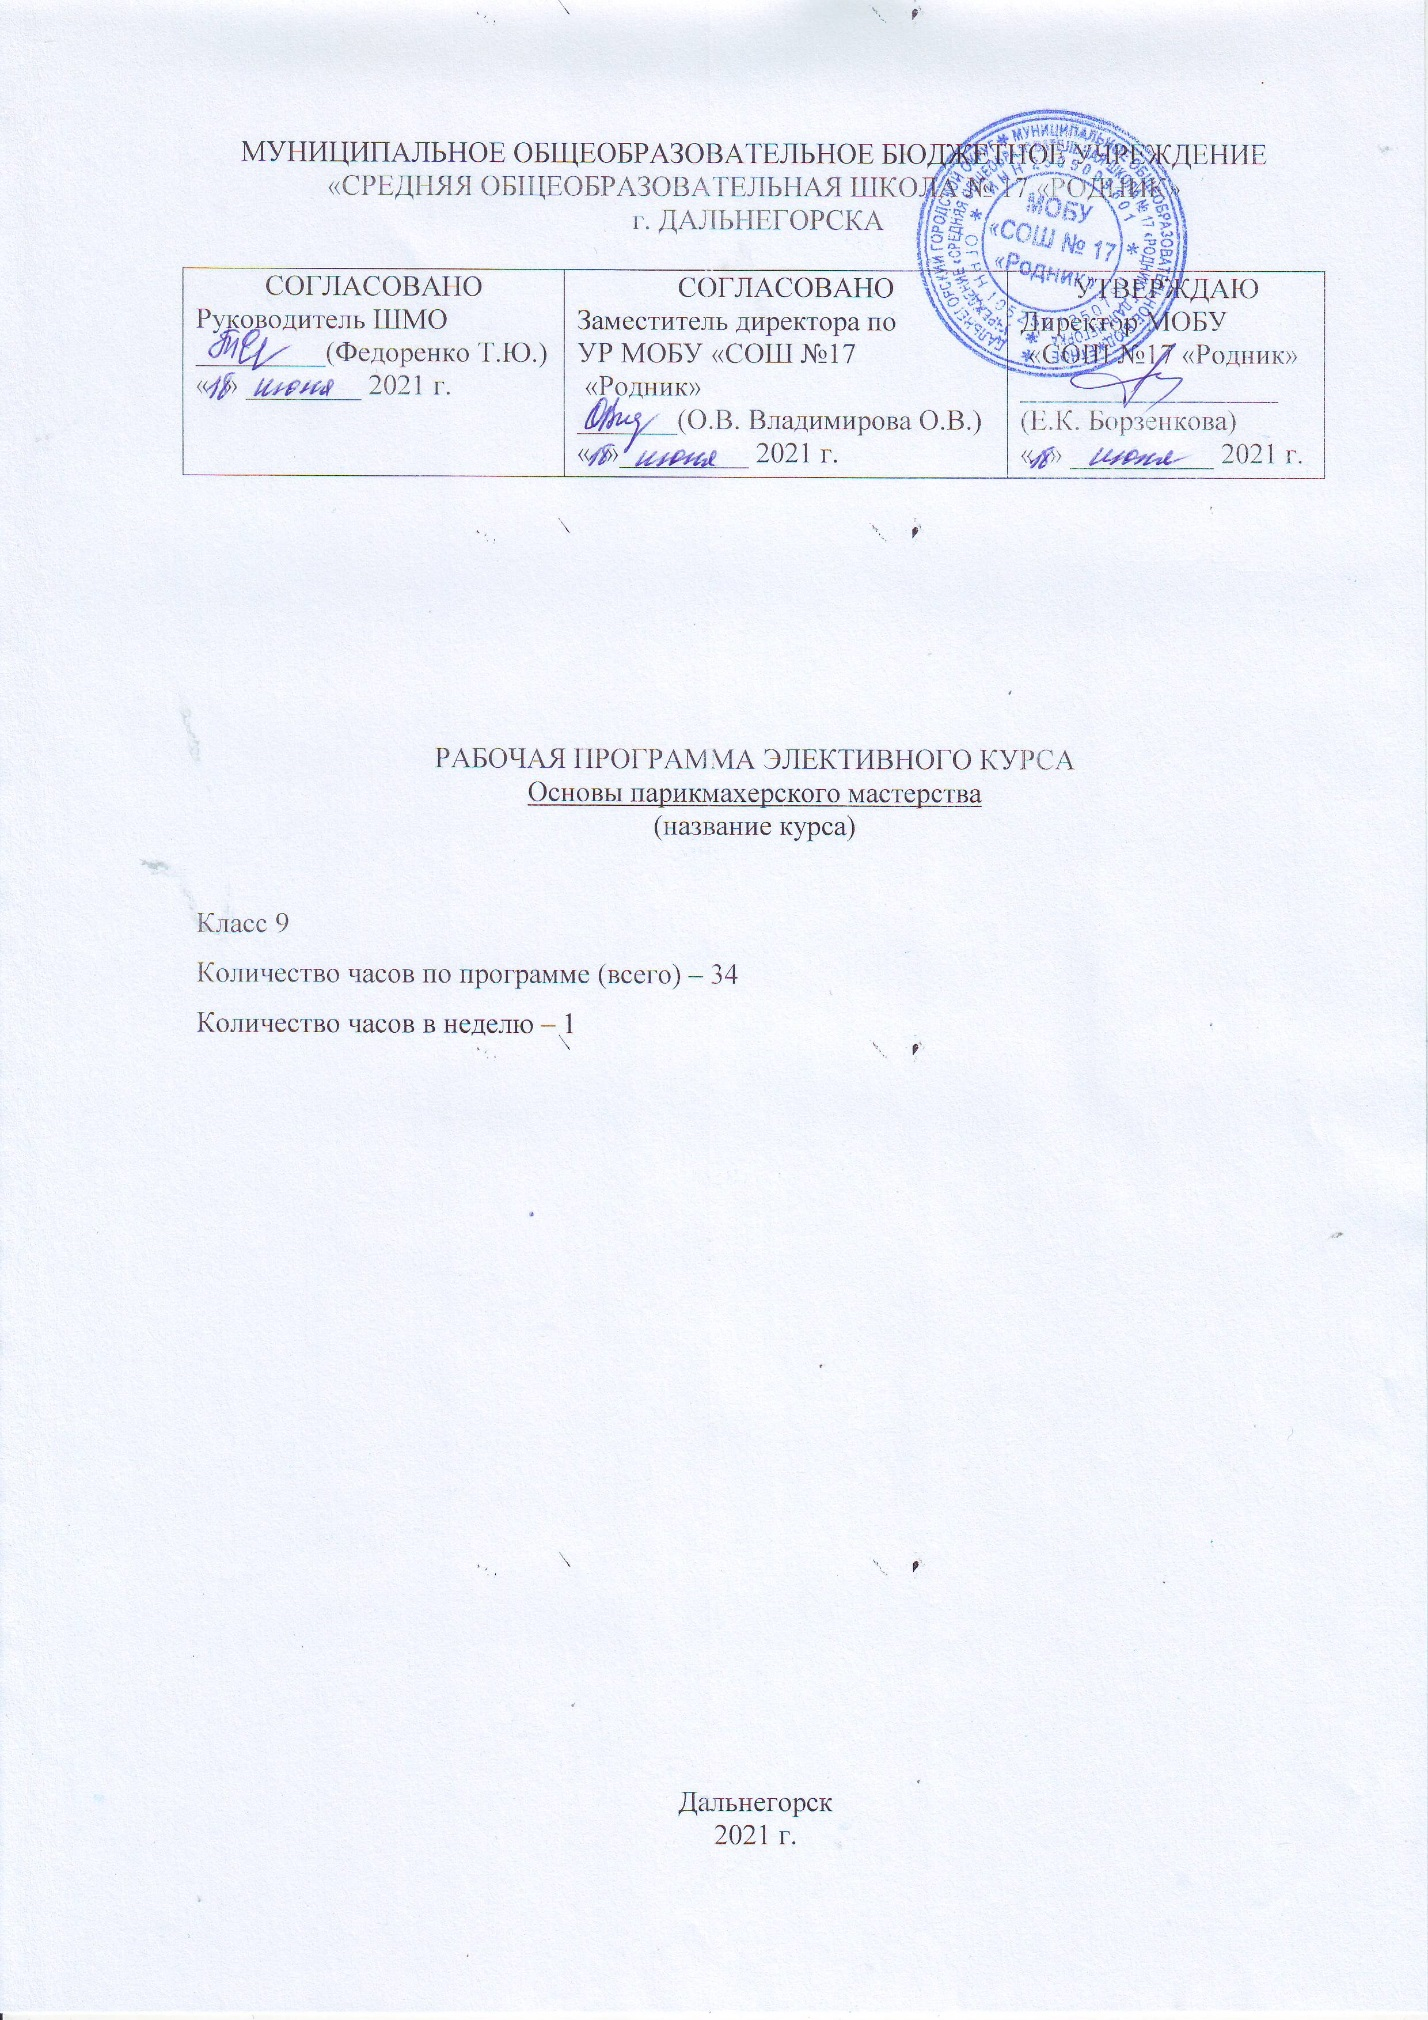 МУНИЦИПАЛЬНОЕ ОБЩЕОБРАЗОВАТЕЛЬНОЕ БЮДЖЕТНОЕ УЧРЕЖДЕНИЕ
«СРЕДНЯЯ ОБЩЕОБРАЗОВАТЕЛЬНАЯ ШКОЛА № 17 «РОДНИК»
г. ДАЛЬНЕГОРСКА
МОБУ
«СОШ № 17
«Родник»
СОГЛАСОВАНО
Руководитель ШМО
(Федоренко Т.Ю.)
«18» июня 2021 г.
СОГЛАСОВАНО
Заместитель директора по
УР МОБУ «СОШ №17
«Родник»
(О.В. Владимирова О.В.)
«18» июня 2021 г.
УТВЕРЖДАЮ
Директор МОБУ
«СОШ №17 «Родник»
(Е.К. Борзенкова)
«18» июня 2021 г.
РАБОЧАЯ ПРОГРАММА ЭЛЕКТИВНОГО КУРСА
Основы парикмахерского мастерства
(название курса)
Класс 9
Количество часов по программе (всего) – 34
Количество часов в неделю – 1
Дальнегорск
2021 г.